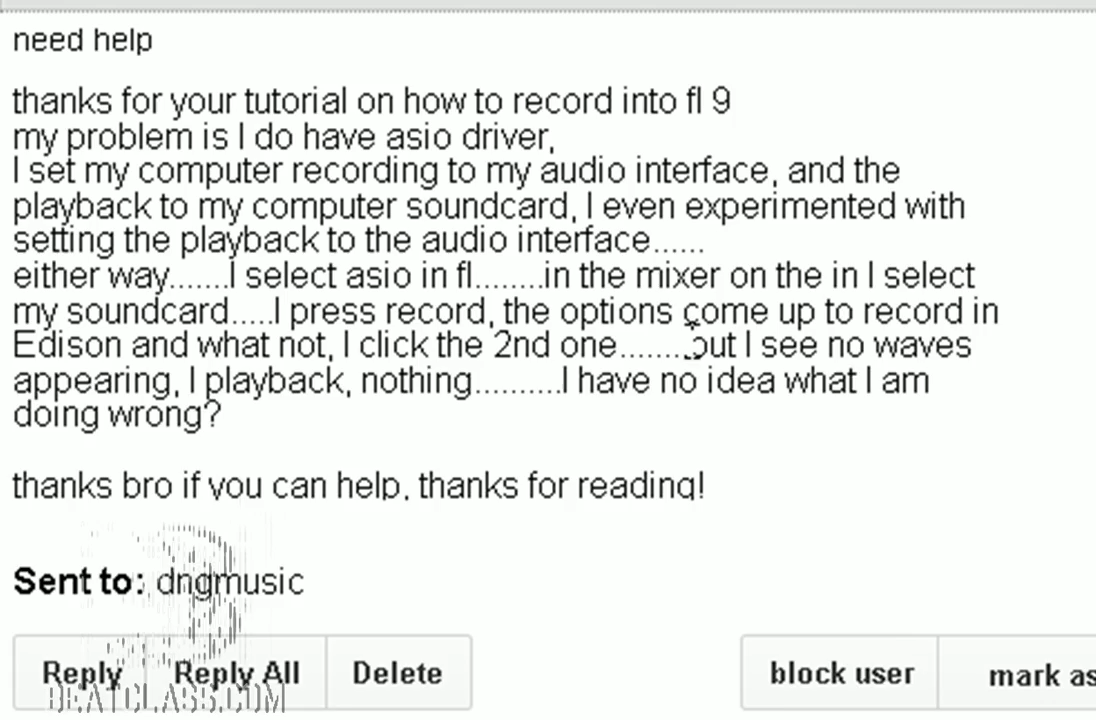 need help
thanks for your tutorial on how to record into fl 9
my problem is I do have asio driver,
I set my computer recording to my audio interface, and the
playback to my computer soundcard, I even experimented with
setting the playback to the audio interface......
either way.......I select asio in fl........in the mixer on the in I select
my soundcard.....I press record, the options come up to record in
Edison and what not, I click the 2nd one........but I see no waves
appearing, I playback, nothing..........I have no idea what I am
doing wrong?
thanks bro if you can help, thanks for reading!
Sent to: dngmusic
Reply Reply All Delete block user mark as
BEATCLASS.COM